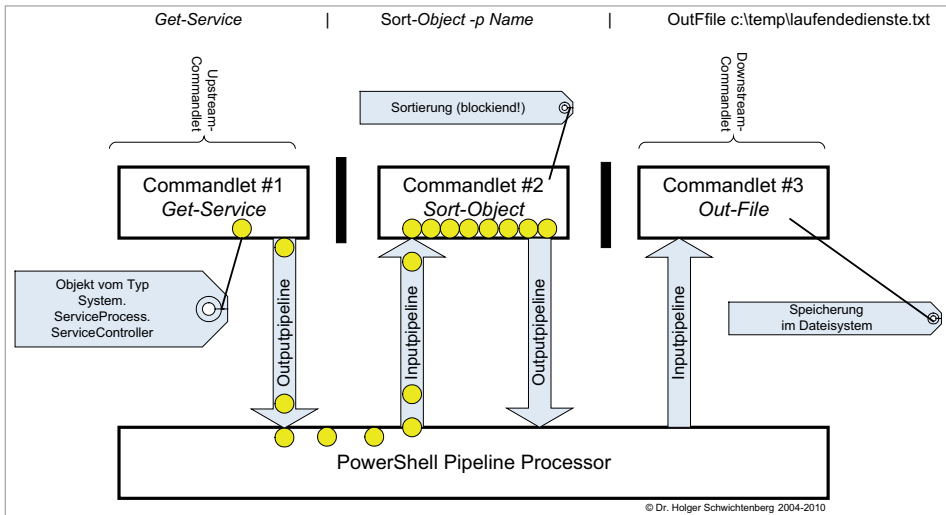 Get-Service | Sort-Object -p Name | OutFfile c:\temp\laufendedienste.txt
Upstream-
Commandlet
Sortierung (blockiend!)
Downstream-
Commandlet
Commandlet #1
Get-Service
Commandlet #2
Sort-Object
Commandlet #3
Out-File
Objekt vom Typ
System.
ServiceProcess.
ServiceController
Outputpipeline
Inputpipeline
Outputpipeline
Inputpipeline
Speicherung
im Dateisystem
PowerShell Pipeline Processor
© Dr. Holger Schwichtenberg 2004-2010